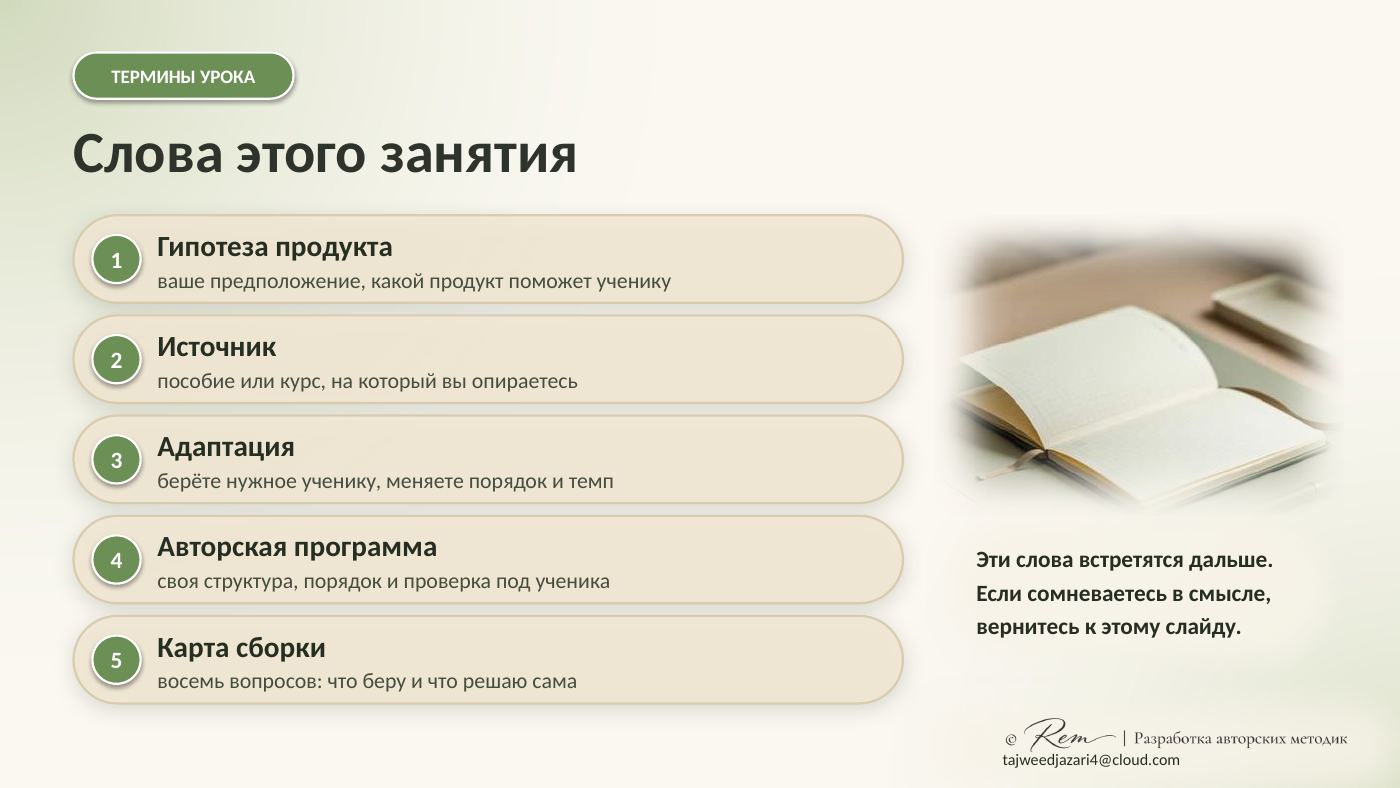 ТЕРМИНЫ УРОКА
Слова этого занятия
1
Гипотеза продукта
ваше предположение, какой продукт поможет ученику
2
Источник
пособие или курс, на который вы опираетесь
3
Адаптация
берёте нужное ученику, меняете порядок и темп
4
Авторская программа
своя структура, порядок и проверка под ученика
5
Карта сборки
восемь вопросов: что беру и что решаю сама
Эти слова встретятся дальше.
Если сомневаетесь в смысле,
вернитесь к этому слайду.
© Rem | Разработка авторских методик
tajweedjazari4@cloud.com